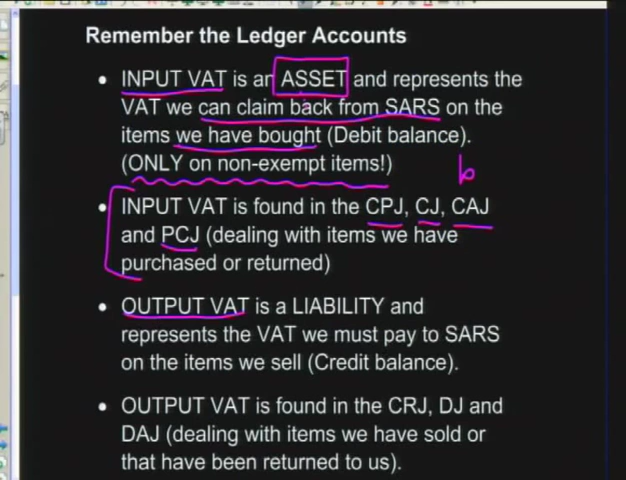 Remember the Ledger Accounts
• INPUT VAT is an ASSET and represents the
VAT we can claim back from SARS on the
items we have bought (Debit balance).
(ONLY on non-exempt items!)
b
• INPUT VAT is found in the CPJ, CJ, CAJ
and PCJ (dealing with items we have
purchased or returned)
• OUTPUT VAT is a LIABILITY and
represents the VAT we must pay to SARS
on the items we sell (Credit balance).
• OUTPUT VAT is found in the CRJ, DJ and
DAJ (dealing with items we have sold or
that have been returned to us).